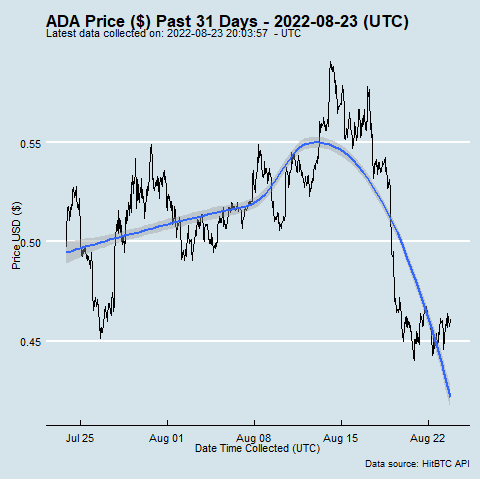 ADA Price ($) Past 31 Days - 2022-08-23 (UTC)
Latest data collected on: 2022-08-23 20:03:57  - UTC
Price USD ($)
0.55
0.50
0.45
Jul 25 Aug 01 Aug 08 Aug 15 Aug 22
Date Time Collected (UTC)
Data source: HitBTC API